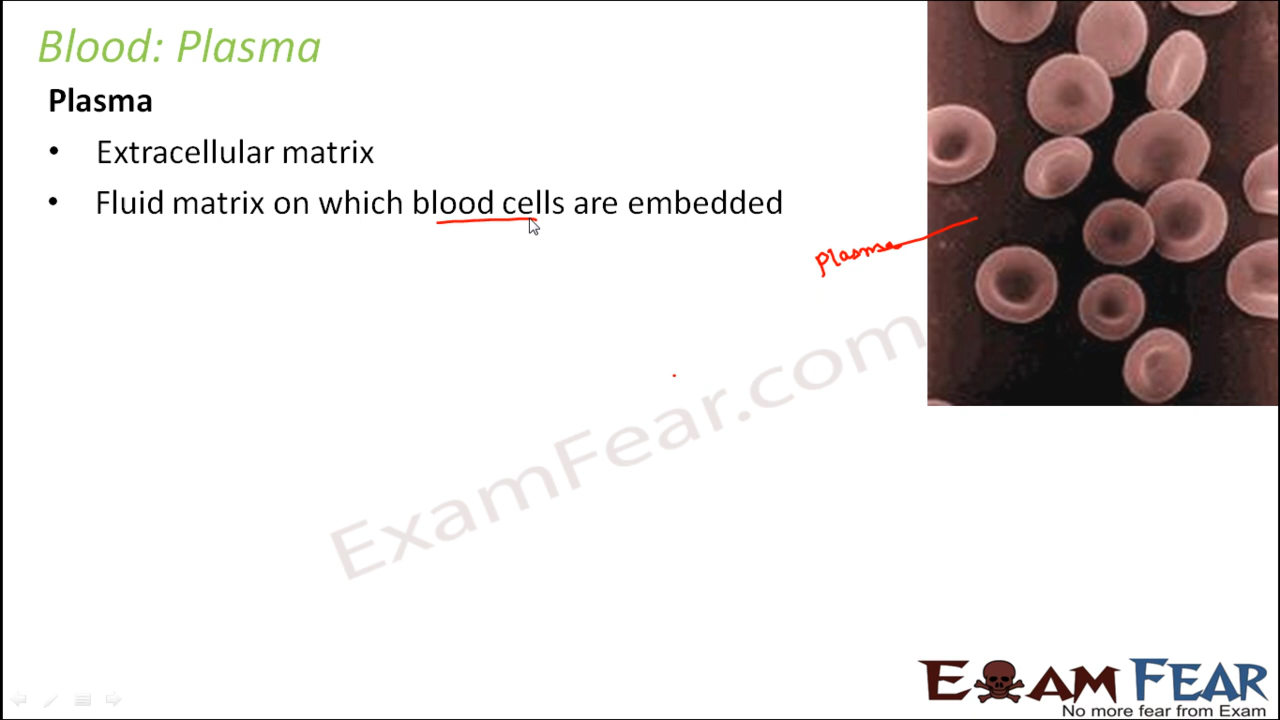 Blood: Plasma
Plasma
• Extracellular matrix
• Fluid matrix on which blood cells are embedded
Plasma
ExamFear.com
EXAM FEAR
No more fear from Exam